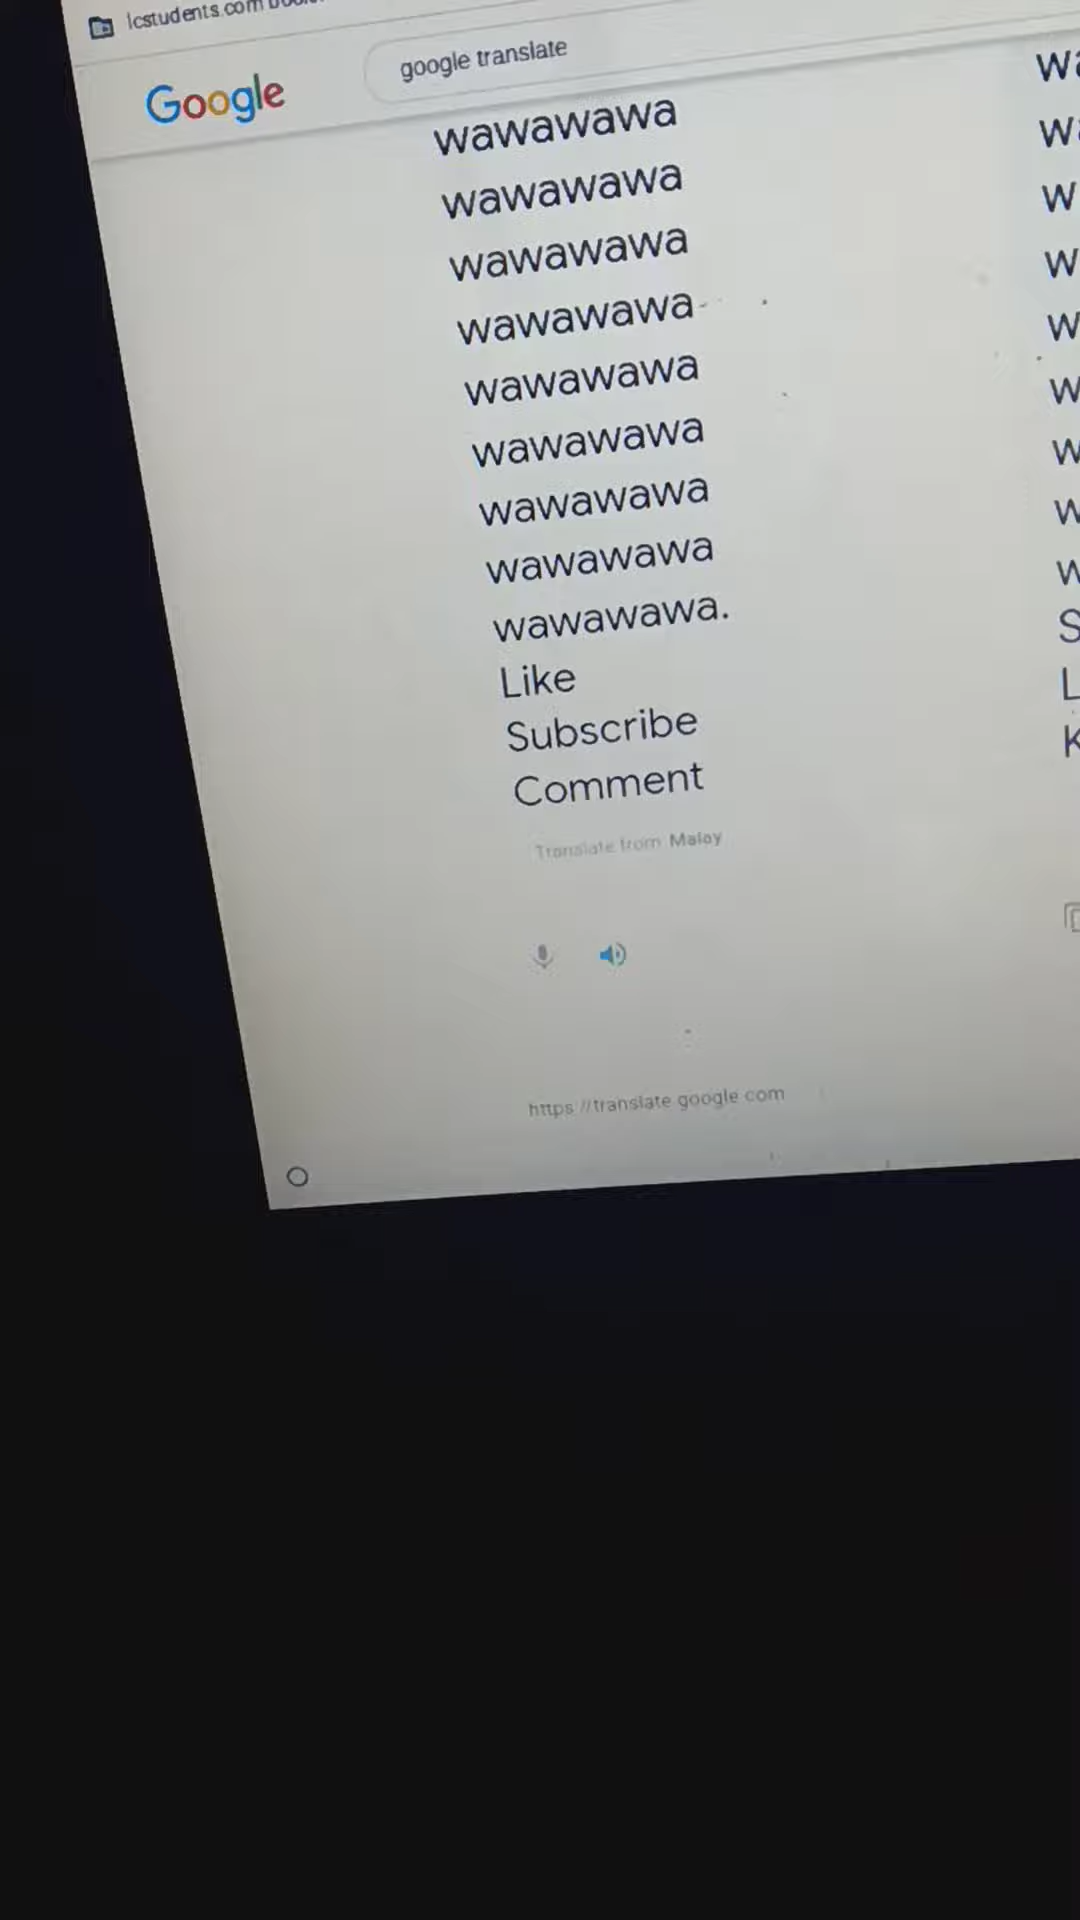 lcstudents.com
Google
google translate
wawawawa
wawawawa
wawawawa
wawawawa
wawawawa
wawawawa
wawawawa
wawawawa
wawawawa.
Like
Subscribe
Comment
Translate from Malay
https://translate.google.com